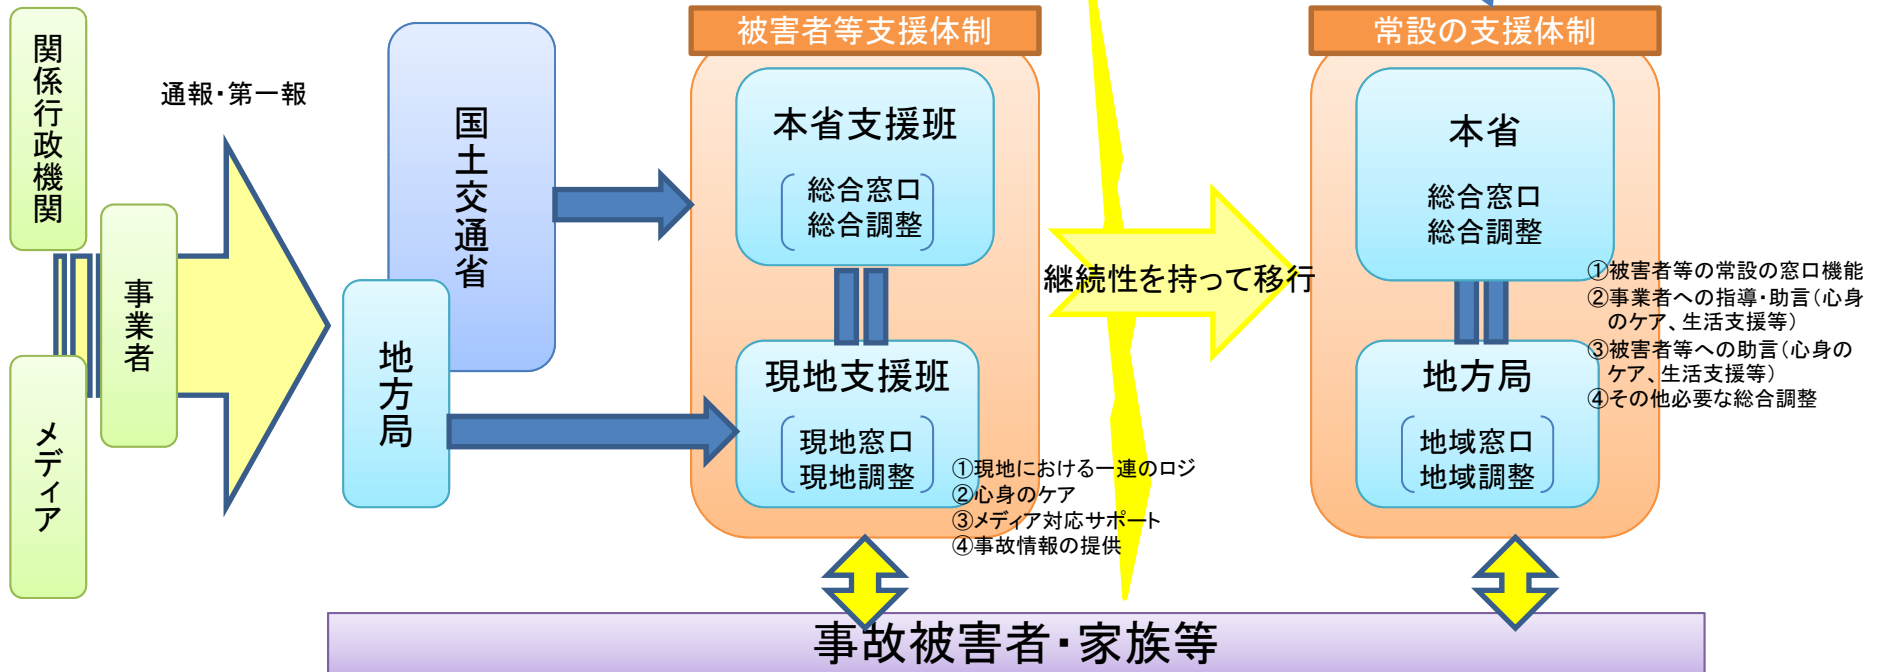 関係行政機関
事業者
メディア
通報・第一報
国土交通省
地方局
被害者等支援体制
本省支援班
総合窓口
総合調整
現地支援班
現地窓口
現地調整
①現地における一連のロジ
②心身のケア
③メディア対応サポート
④事故情報の提供
継続性を持って移行
常設の支援体制
本省
総合窓口
総合調整
地方局
地域窓口
地域調整
①被害者等の常設の窓口機能
②事業者への指導・助言（心身
のケア、生活支援等）
③被害者等への助言（心身の
ケア、生活支援等）
④その他必要な総合調整
事故被害者・家族等